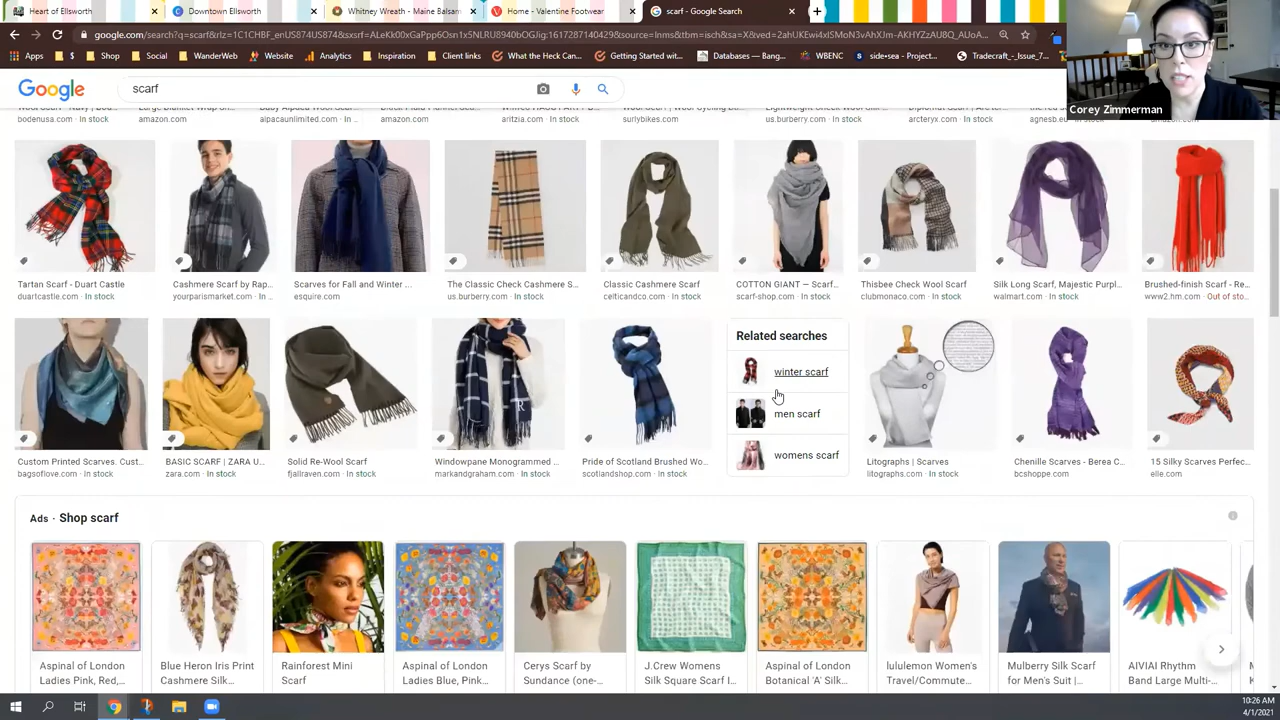 Heart of Ellsworth
Downtown Ellsworth
Whitney Wreath - Maine Balsam
Home - Valentine Footwear
scarf - Google Search
google.com/search?q=scarf&rlz=1C1CHBF_enUS874US874&sxsrf=
Apps
$
Shop
Social
WanderWeb
Website
Analytics
Inspiration
Client links
What the Heck Can...
Getting Started wit...
Databases — Bang...
WBENC
side+sea - Project...
Tradecraft_-_Issue_7...
Corey Zimmerman
Google
scarf
bodenusa.com · In stock
amazon.com
alpacaunlimited.com · In ...
amazon.com
aritzia.com · In stock
surlybikes.com
us.burberry.com · In stock
arcteryx.com · In stock
Tartan Scarf - Duart Castle
duartcastle.com · In stock
Cashmere Scarf by Rap...
yourparismarket.com · In ...
Scarves for Fall and Winter ...
esquire.com
The Classic Check Cashmere S...
us.burberry.com · In stock
Classic Cashmere Scarf
celticandco.com · In stock
COTTON GIANT — Scarf...
scarf-shop.com · In stock
Thisbee Check Wool Scarf
clubmonaco.com · In stock
Silk Long Scarf, Majestic Purpl...
walmart.com · In stock
Brushed-finish Scarf - Re...
www2.hm.com · Out of sto...
R
Related searches
winter scarf
men scarf
womens scarf
Custom Printed Scarves. Cust...
bagsoflove.com · In stock
BASIC SCARF | ZARA U...
zara.com · In stock
Solid Re-Wool Scarf
fjallraven.com · In stock
Windowpane Monogrammed ...
markandgraham.com · In stock
Pride of Scotland Brushed Wo...
scotlandshop.com · In stock
Litographs | Scarves
litographs.com · In stock
Chenille Scarves - Berea C...
bcshoppe.com · In stock
15 Silky Scarves Perfec...
elle.com
Ads · Shop scarf
Aspinal of London
Ladies Pink, Red,...
Blue Heron Iris Print
Cashmere Silk...
Rainforest Mini
Scarf
Aspinal of London
Ladies Blue, Pink...
Cerys Scarf by
Sundance (one-...
J.Crew Womens
Silk Square Scarf I...
Aspinal of London
Botanical 'A' Silk...
lululemon Women's
Travel/Commute...
Mulberry Silk Scarf
for Men's Suit |...
AIVIAI Rhythm
Band Large Multi-...
10:26 AM
4/1/2021